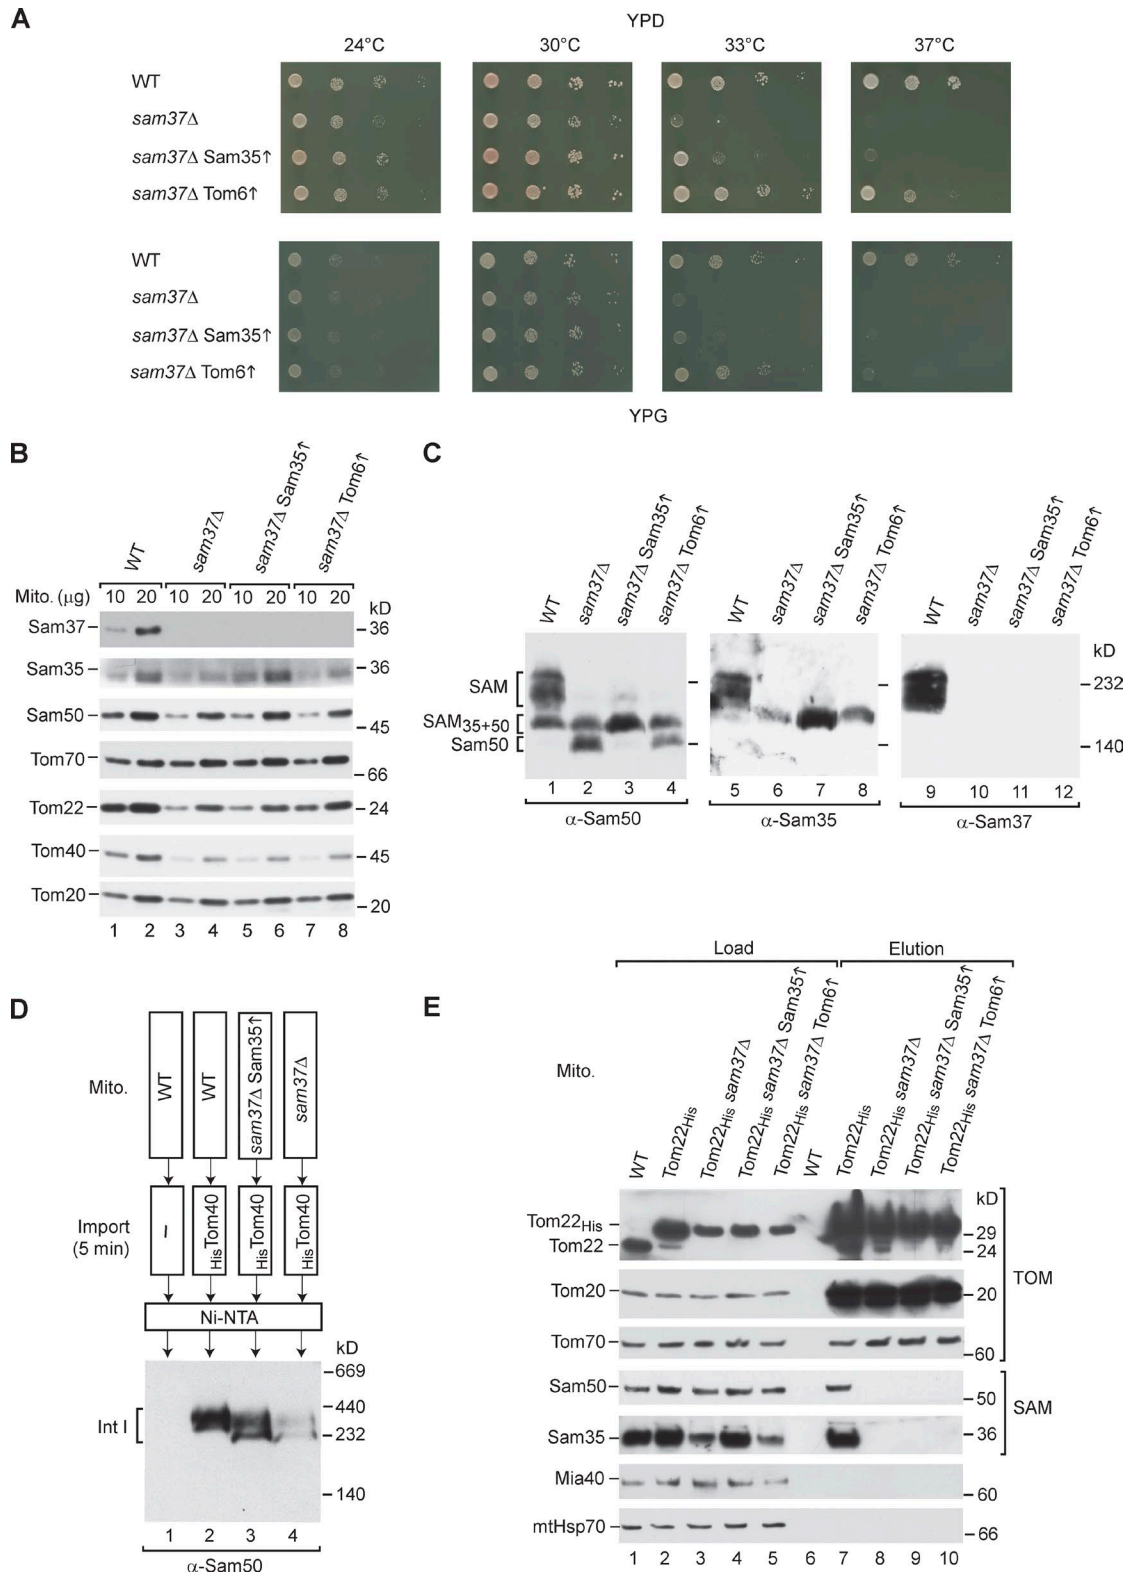 A
YPD
24°C 30°C 33°C 37°C
WT
sam37Δ
sam37Δ Sam35↑
sam37Δ Tom6↑
WT
sam37Δ
sam37Δ Sam35↑
sam37Δ Tom6↑
YPG
B
WT sam37Δ sam37Δ Sam35↑ sam37Δ Tom6↑
Mito. (μg) 10 20 10 20 10 20 10 20 kD
Sam37 36
Sam35 36
Sam50 45
Tom70 66
Tom22 24
Tom40 45
Tom20 20
1 2 3 4 5 6 7 8
C
WT sam37Δ sam37Δ Sam35↑ sam37Δ Tom6↑ WT sam37Δ sam37Δ Sam35↑ sam37Δ Tom6↑ WT sam37Δ sam37Δ Sam35↑ sam37Δ Tom6↑
kD
SAM 232
SAM35+50
Sam50 140
1 2 3 4 5 6 7 8 9 10 11 12
α-Sam50 α-Sam35 α-Sam37
D
Mito. WT WT sam37Δ Sam35↑ sam37Δ
Import (5 min) – HisTom40 HisTom40 HisTom40
Ni-NTA
kD
669
440
Int I 232
140
1 2 3 4
α-Sam50
E
Load Elution
Mito.
WT Tom22His Tom22His sam37Δ Tom22His sam37Δ Sam35↑ Tom22His sam37Δ Tom6↑ WT Tom22His Tom22His sam37Δ Tom22His sam37Δ Sam35↑ Tom22His sam37Δ Tom6↑
kD
Tom22His 29
Tom22 24
TOM
Tom20 20
Tom70 60
Sam50 50
SAM
Sam35 36
Mia40 60
mtHsp70 66
1 2 3 4 5 6 7 8 9 10